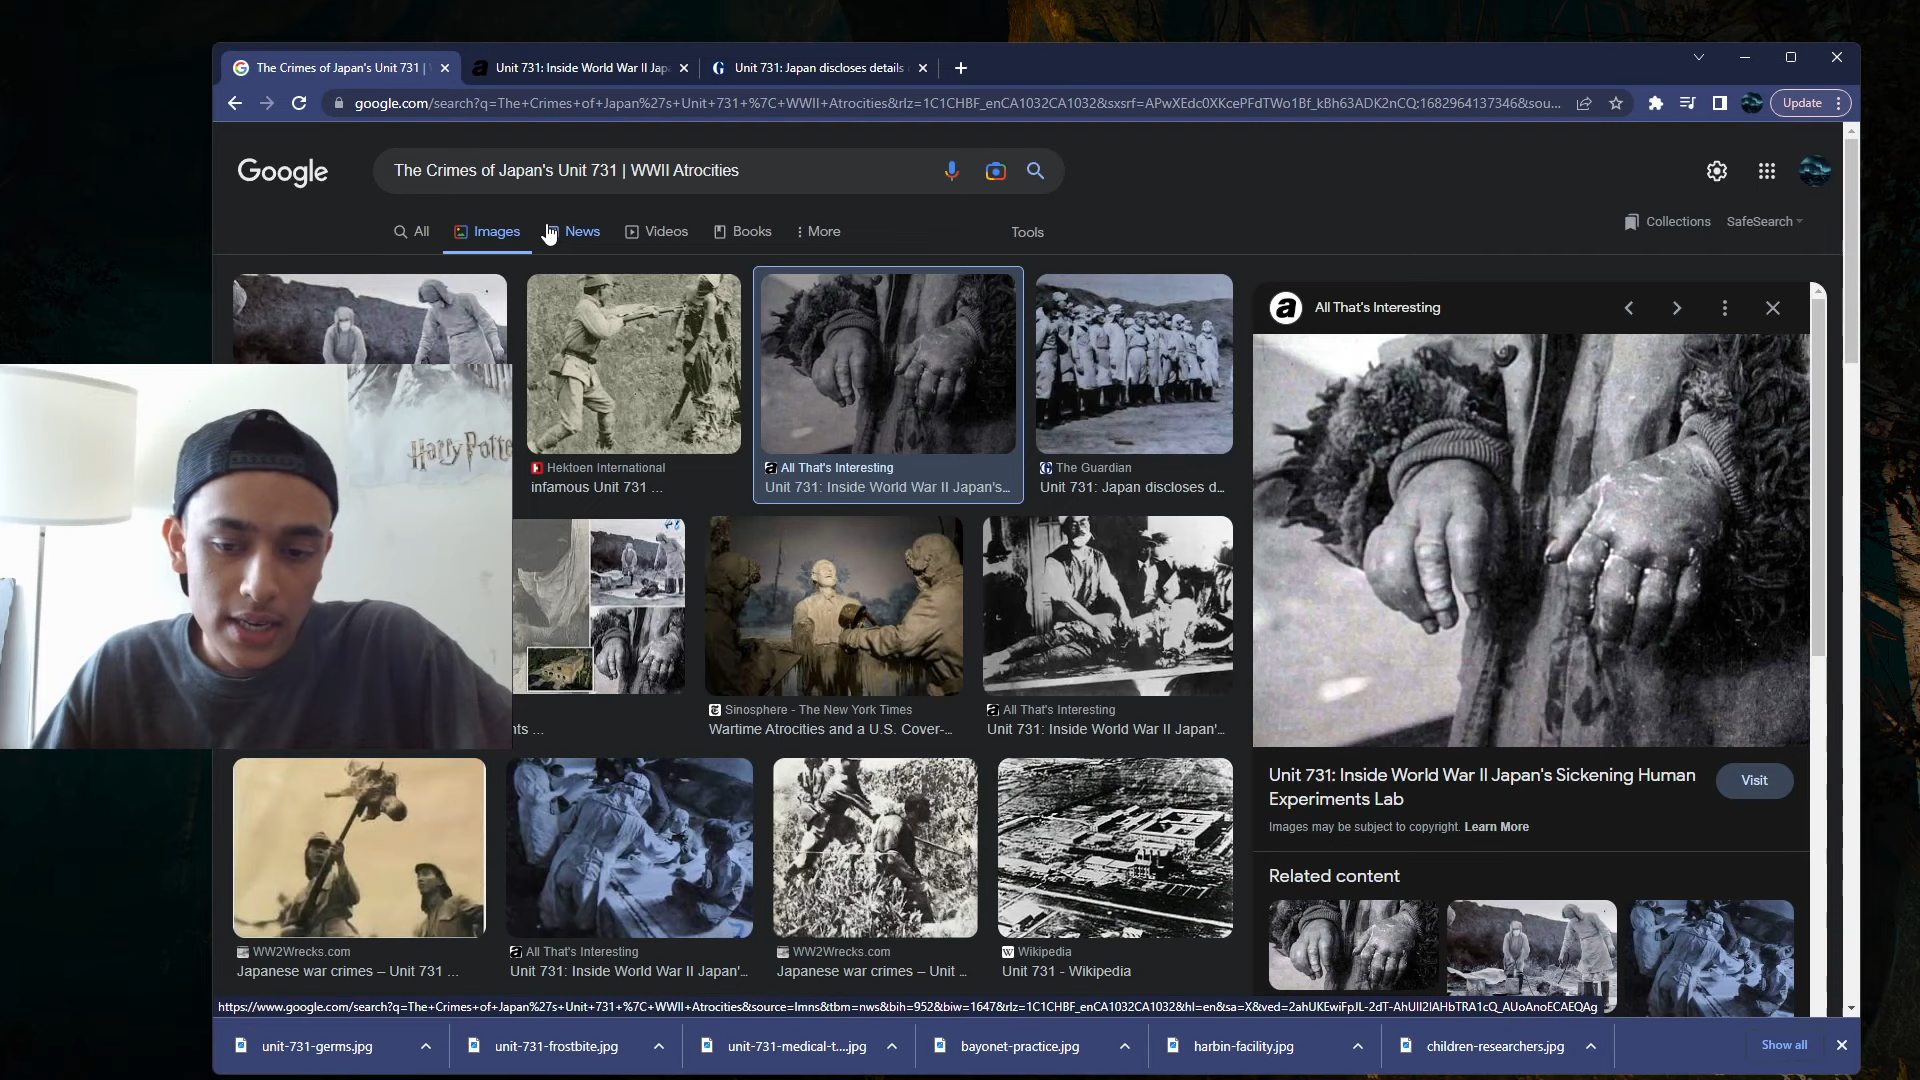 The Crimes of Japan's Unit 731 |
Unit 731: Inside World War II Jap
Unit 731: Japan discloses details
google.com/search?q=The+Crimes+of+Japan%27s+Unit+731+%7C+WWII+Atrocities&rlz=1C1CHBF_enCA1032CA1032&sxsrf=APwXEdc0XKcePFdTWo1Bf_kBh63ADK2nCQ:1682964137346&sou...
Update
Google
The Crimes of Japan's Unit 731 | WWII Atrocities
All
Images
News
Videos
Books
More
Tools
Collections
SafeSearch
Hektoen International
infamous Unit 731 ...
All That's Interesting
Unit 731: Inside World War II Japan's...
The Guardian
Unit 731: Japan discloses d...
Harry Potte
nts ...
Sinosphere - The New York Times
Wartime Atrocities and a U.S. Cover-...
All That's Interesting
Unit 731: Inside World War II Japan'...
WW2Wrecks.com
Japanese war crimes – Unit 731 ...
All That's Interesting
Unit 731: Inside World War II Japan'...
WW2Wrecks.com
Japanese war crimes – Unit ...
Wikipedia
Unit 731 - Wikipedia
a
All That's Interesting
Unit 731: Inside World War II Japan's Sickening Human
Experiments Lab
Visit
Images may be subject to copyright. Learn More
Related content
https://www.google.com/search?q=The+Crimes+of+Japan%27s+Unit+731+%7C+WWII+Atrocities&source=lmns&tbm=nws&bih=952&biw=1647&rlz=1C1CHBF_enCA1032CA1032&hl=en&sa=X&ved=2ahUKEwiFpJL-2dT-AhUII2IAHbTRA1cQ_AUoAnoECAEQAg
unit-731-germs.jpg
unit-731-frostbite.jpg
unit-731-medical-t....jpg
bayonet-practice.jpg
harbin-facility.jpg
children-researchers.jpg
Show all